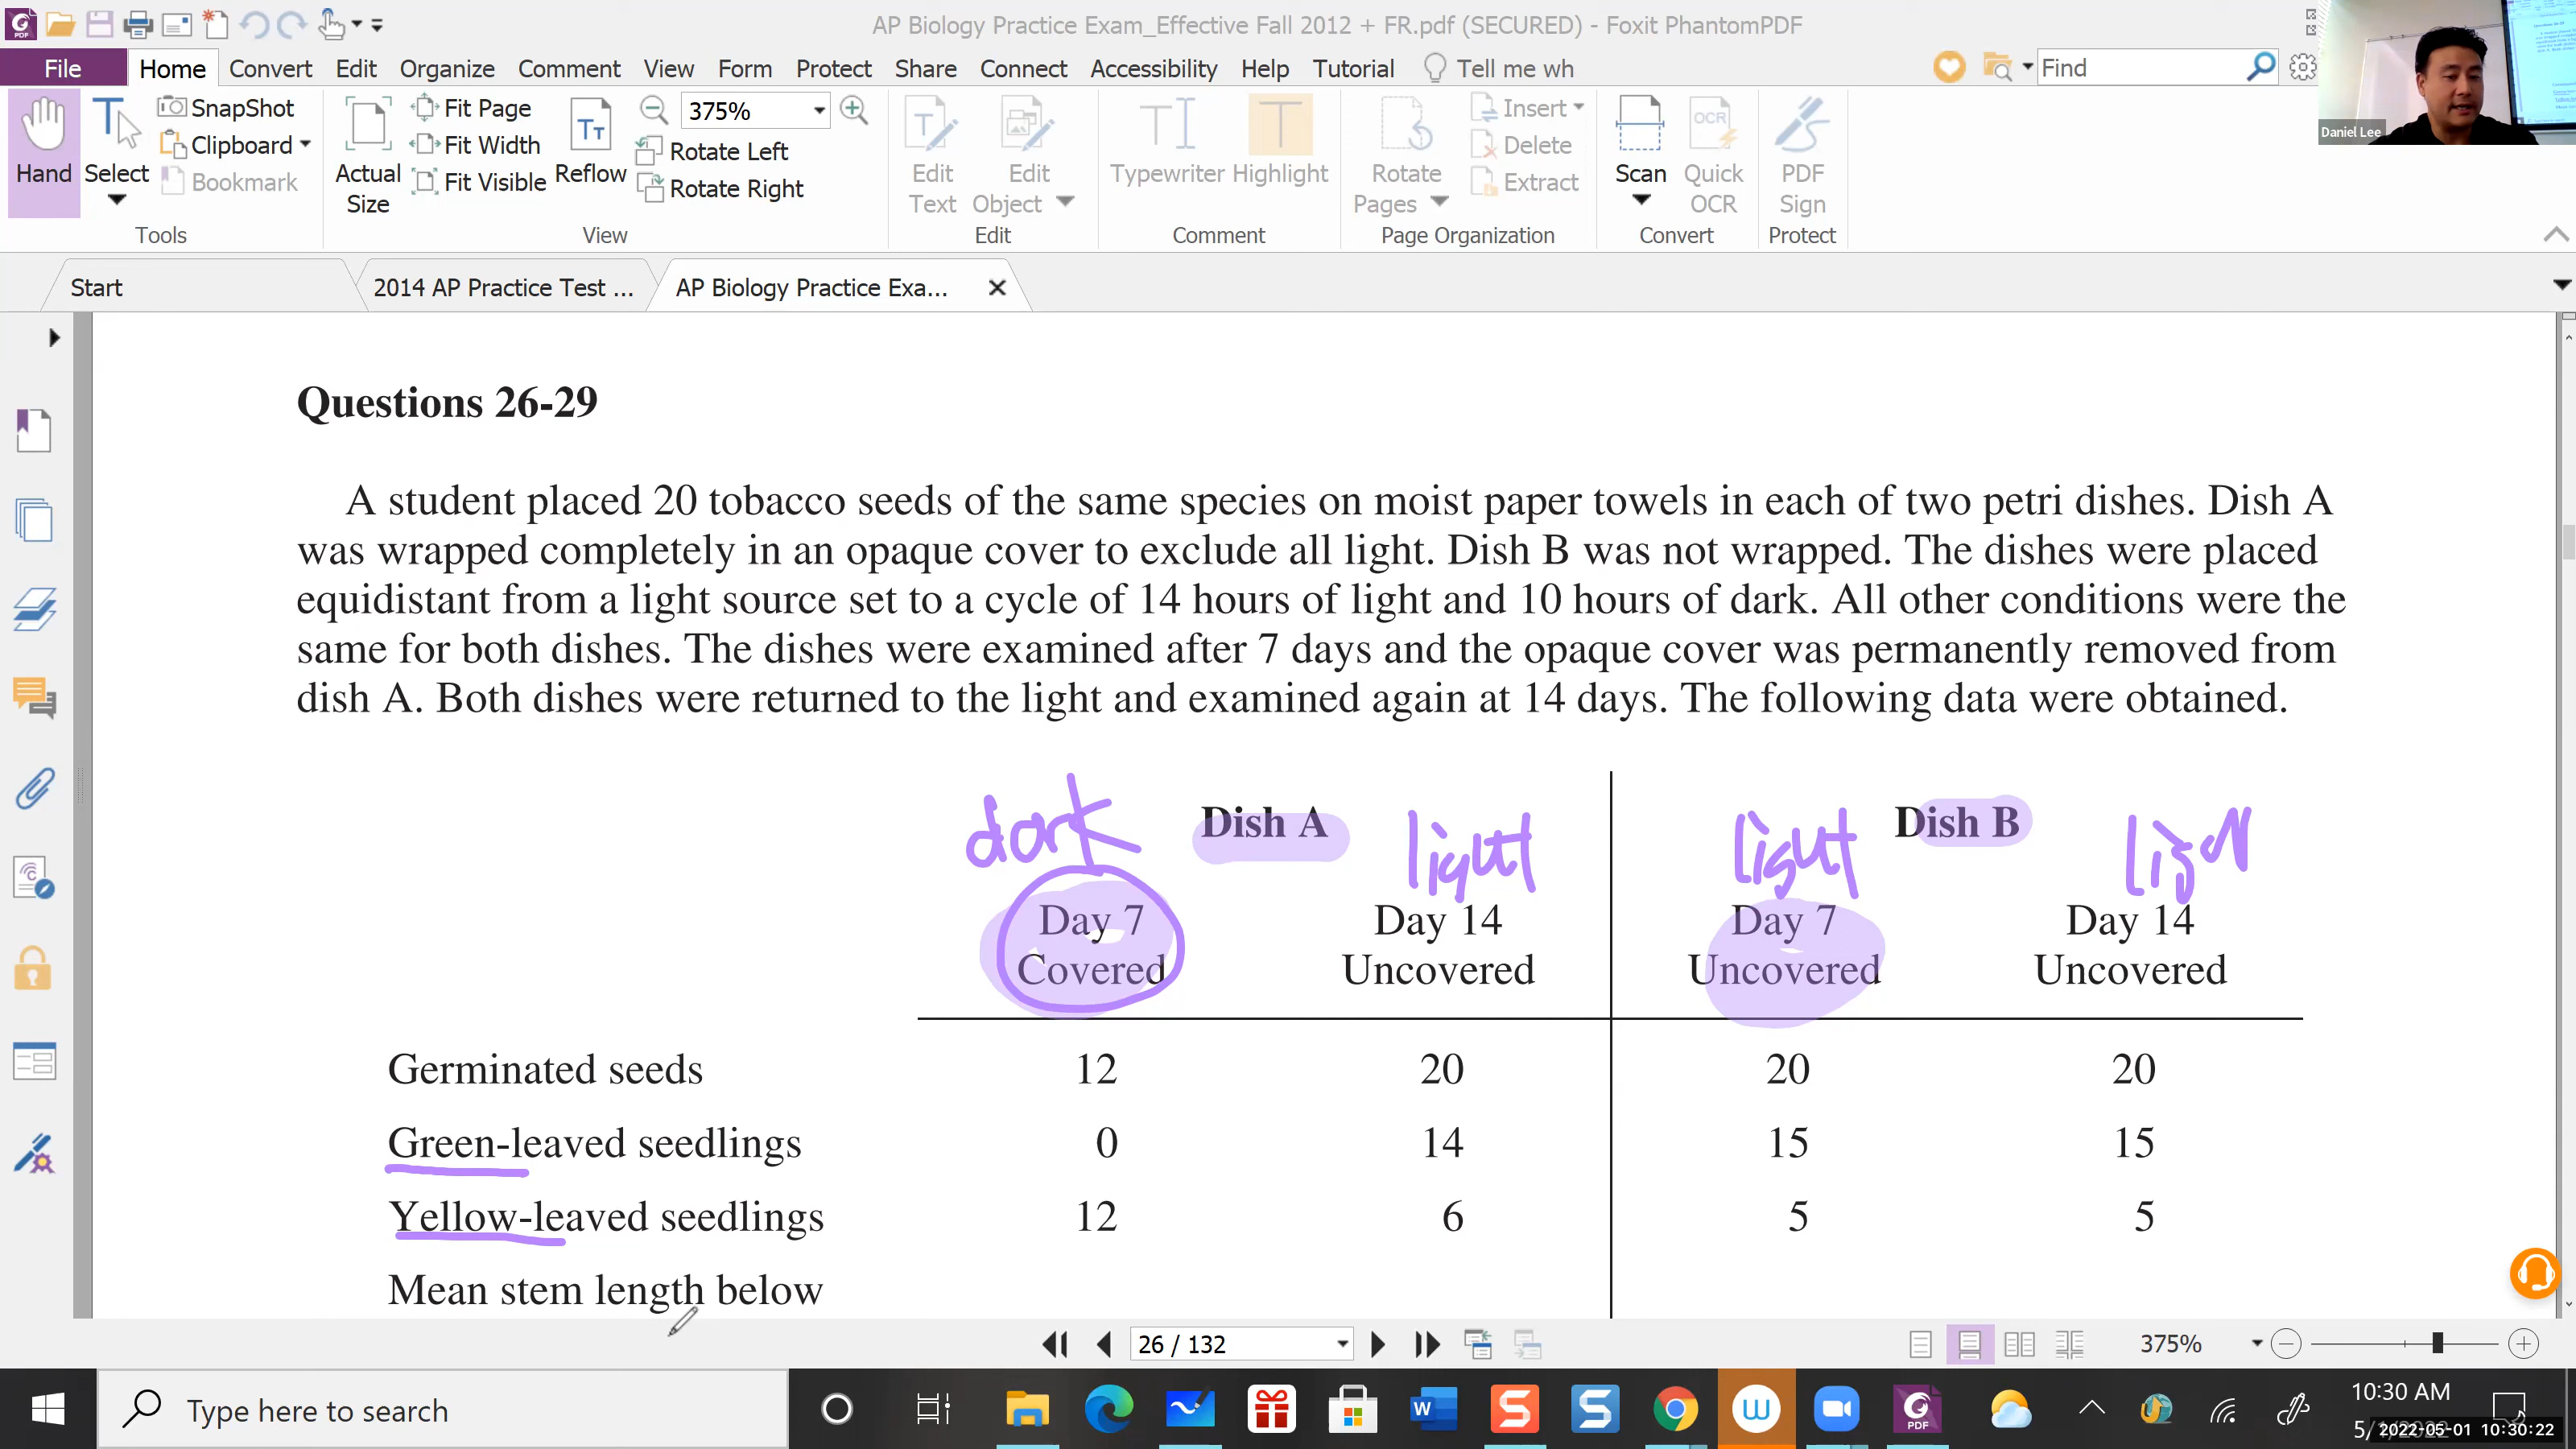 AP Biology Practice Exam_Effective Fall 2012 + FR.pdf (SECURED) - Foxit PhantomPDF
File Home Convert Edit Organize Comment View Form Protect Share Connect Accessibility Help Tutorial Tell me wh Find
Daniel Lee
Hand
Select
SnapShot
Clipboard
Bookmark
Tools
Actual Size
Fit Page
Fit Width
Fit Visible
Reflow
375%
Rotate Left
Rotate Right
View
Edit Text
Edit Object
Edit
Typewriter
Highlight
Comment
Rotate Pages
Insert
Delete
Extract
Page Organization
Scan
Quick OCR
OCR
Convert
PDF Sign
Protect
Start
2014 AP Practice Test ...
AP Biology Practice Exa...
Questions 26-29
A student placed 20 tobacco seeds of the same species on moist paper towels in each of two petri dishes. Dish A
was wrapped completely in an opaque cover to exclude all light. Dish B was not wrapped. The dishes were placed
equidistant from a light source set to a cycle of 14 hours of light and 10 hours of dark. All other conditions were the
same for both dishes. The dishes were examined after 7 days and the opaque cover was permanently removed from
dish A. Both dishes were returned to the light and examined again at 14 days. The following data were obtained.
dark Dish A light light Dish B light
Day 7 Day 14 Day 7 Day 14
Covered Uncovered Uncovered Uncovered
Germinated seeds 12 20 20 20
Green-leaved seedlings 0 14 15 15
Yellow-leaved seedlings 12 6 5 5
Mean stem length below
26 / 132
375%
Type here to search
10:30 AM
2022-05-01 10:30:22